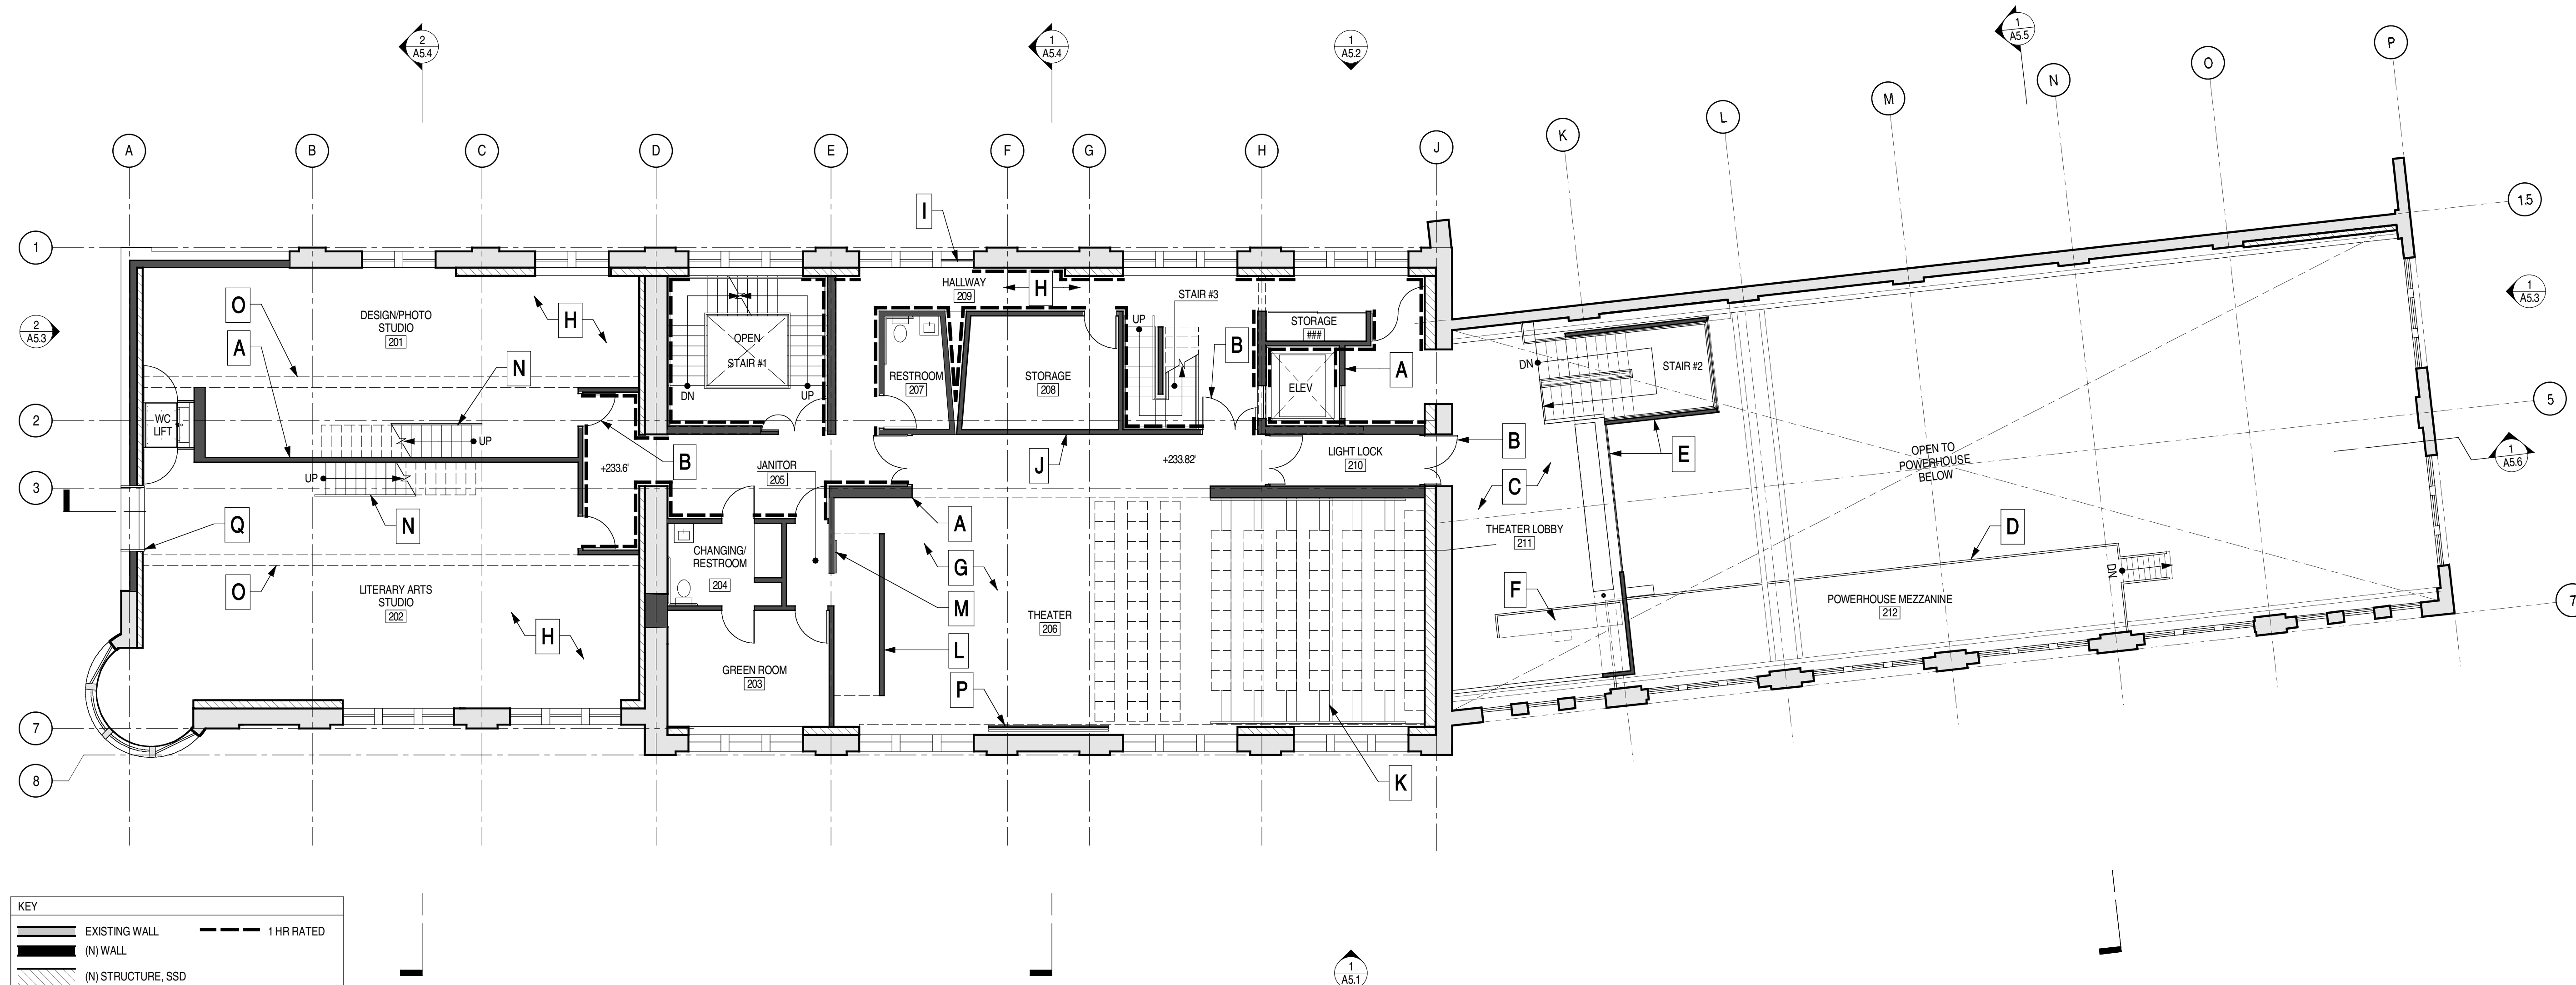 2
A5.4
1
A5.4
1
A5.2
1
A5.5
P
O
N
M
L
K
A
B
C
D
E
F
G
H
J
1.5
I
1
HALLWAY
209
H
STAIR #3
1
A5.3
O
H
DESIGN/PHOTO
STUDIO
201
2
A5.3
A
N
OPEN
STAIR #1
UP
STORAGE
###
B
A
ELEV
RESTROOM
207
STORAGE
208
DN
STAIR #2
DN
UP
5
WC
LIFT
2
UP
B
+233.6'
JANITOR
205
J
+233.82'
LIGHT LOCK
210
B
E
OPEN TO
POWERHOUSE
BELOW
1
A5.6
3
UP
N
Q
A
C
THEATER LOBBY
211
D
CHANGING/
RESTROOM
204
G
DN
O
LITERARY ARTS
STUDIO
202
M
THEATER
206
F
POWERHOUSE MEZZANINE
212
7
H
L
GREEN ROOM
203
P
7
8
K
KEY
EXISTING WALL
1 HR RATED
(N) WALL
(N) STRUCTURE, SSD
1
A5.1